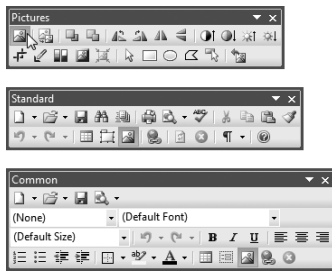 Pictures
Standard
Common
(None) (Default Font)
(Default Size) B I U